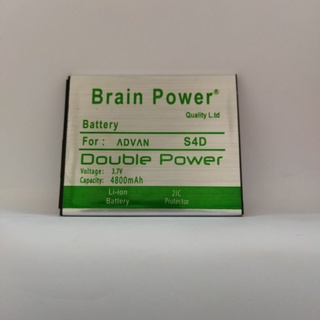 Brain Power®
Quality L.td
Battery
For : ADVAN S4D
Double Power
Voltage : 3,7V
Capacity: 4800mAh
Li-ion 2IC
Battery Protector